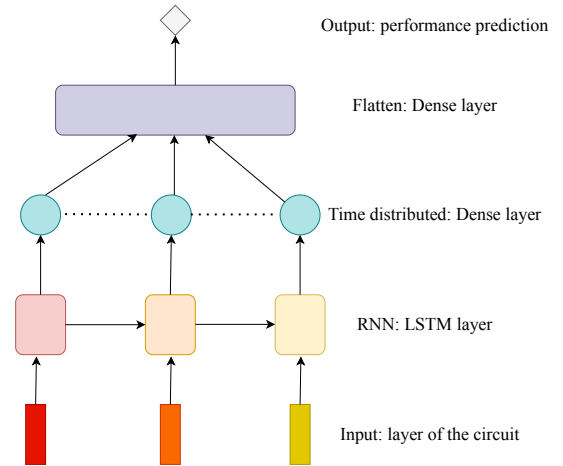 Output: performance prediction
Flatten: Dense layer
Time distributed: Dense layer
RNN: LSTM layer
Input: layer of the circuit